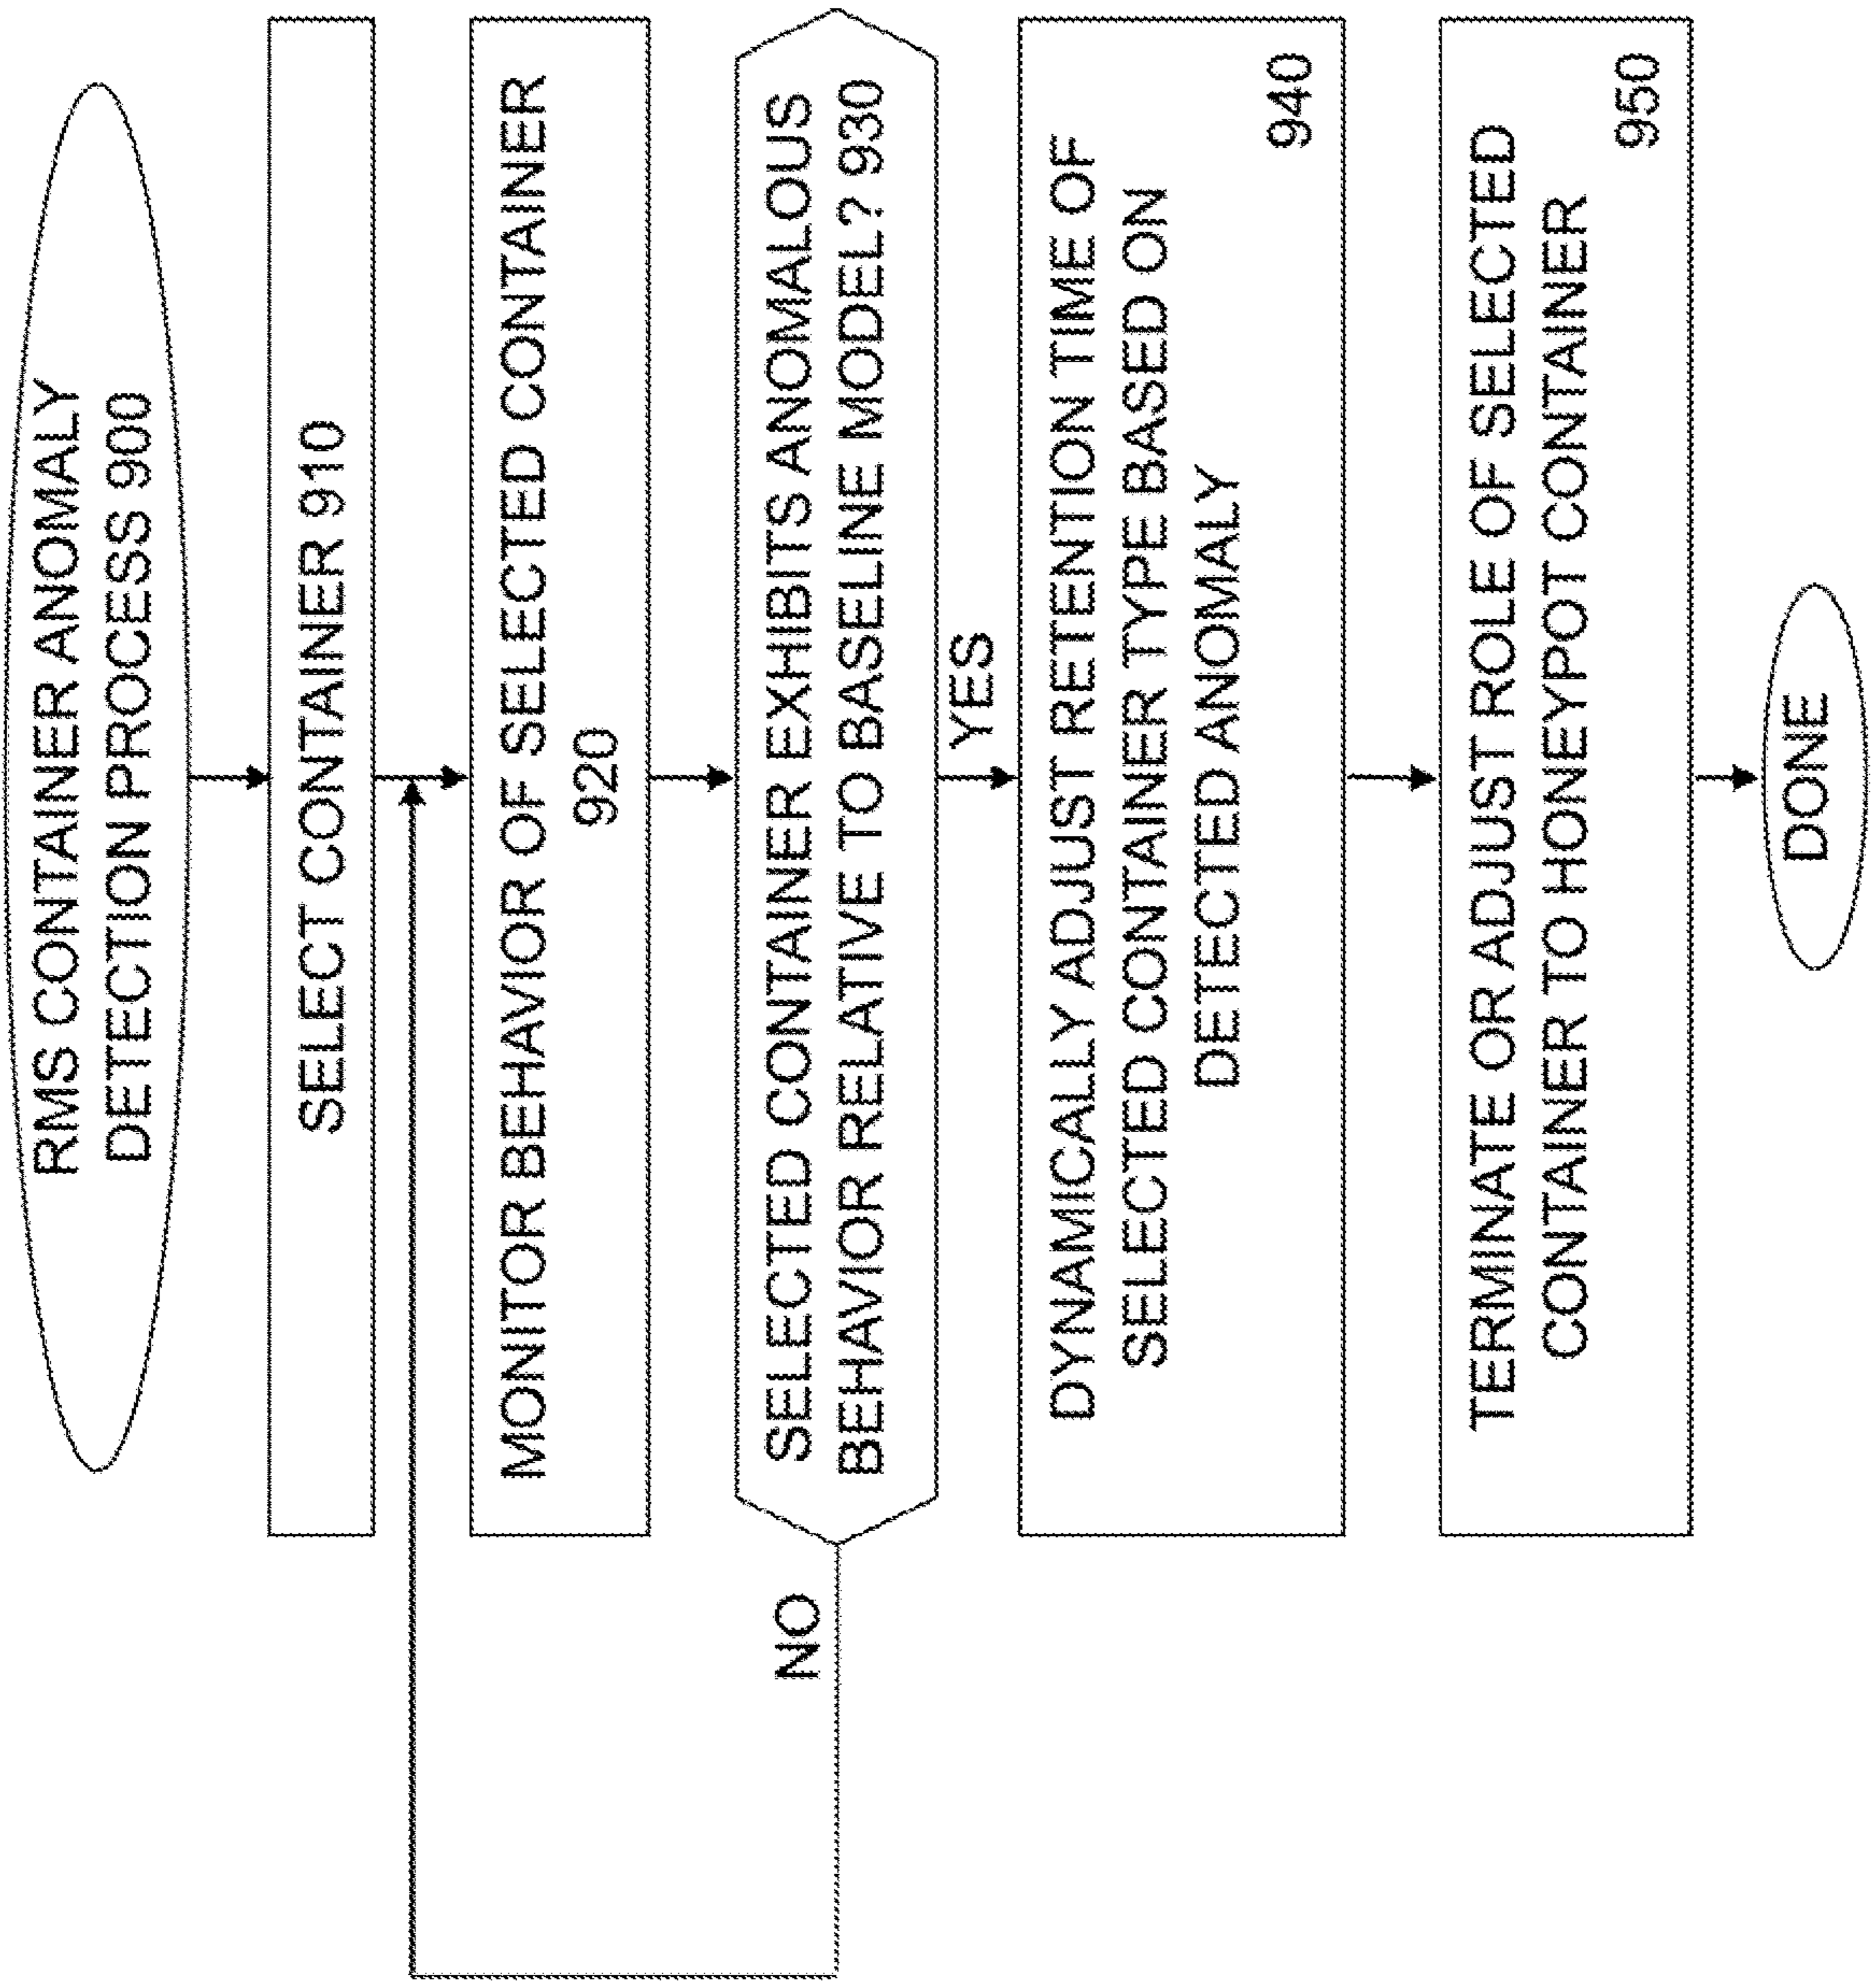 RMS CONTAINER ANOMALY
DETECTION PROCESS 900
SELECT CONTAINER 910
MONITOR BEHAVIOR OF SELECTED CONTAINER
920
SELECTED CONTAINER EXHIBITS ANOMALOUS
BEHAVIOR RELATIVE TO BASELINE MODEL? 930
NO
YES
DYNAMICALLY ADJUST RETENTION TIME OF
SELECTED CONTAINER TYPE BASED ON
DETECTED ANOMALY
940
TERMINATE OR ADJUST ROLE OF SELECTED
CONTAINER TO HONEYPOT CONTAINER
950
DONE